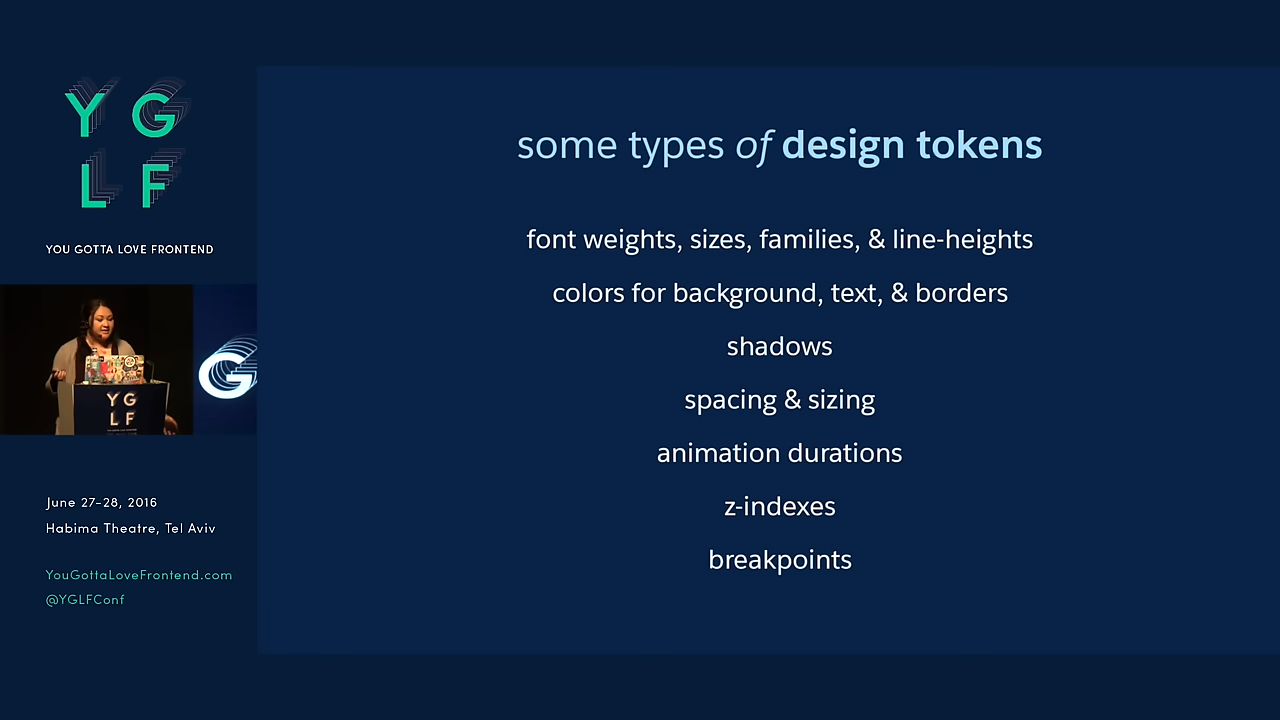 Y G
L F
YOU GOTTA LOVE FRONTEND
G
Y G
L F
June 27-28, 2016
Habima Theatre, Tel Aviv
YouGottaLoveFrontend.com
@YGLFConf
some types of design tokens
font weights, sizes, families, & line-heights
colors for background, text, & borders
shadows
spacing & sizing
animation durations
z-indexes
breakpoints